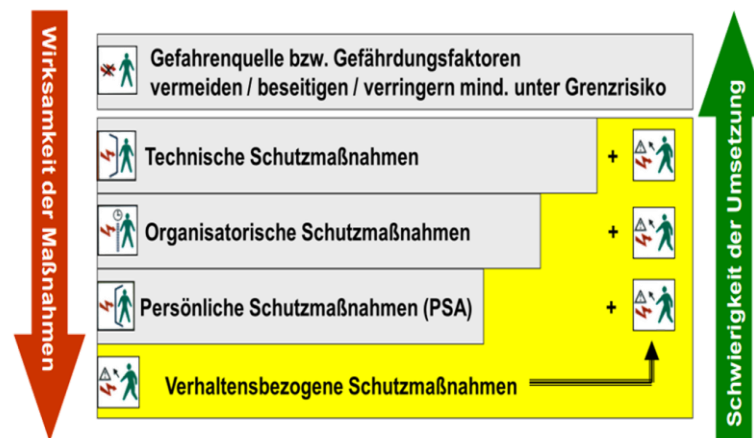 Wirksamkeit der Maßnahmen
Gefahrenquelle bzw. Gefährdungsfaktoren
vermeiden / beseitigen / verringern mind. unter Grenzrisiko
Technische Schutzmaßnahmen +
Organisatorische Schutzmaßnahmen +
Persönliche Schutzmaßnahmen (PSA) +
Verhaltensbezogene Schutzmaßnahmen
Schwierigkeit der Umsetzung